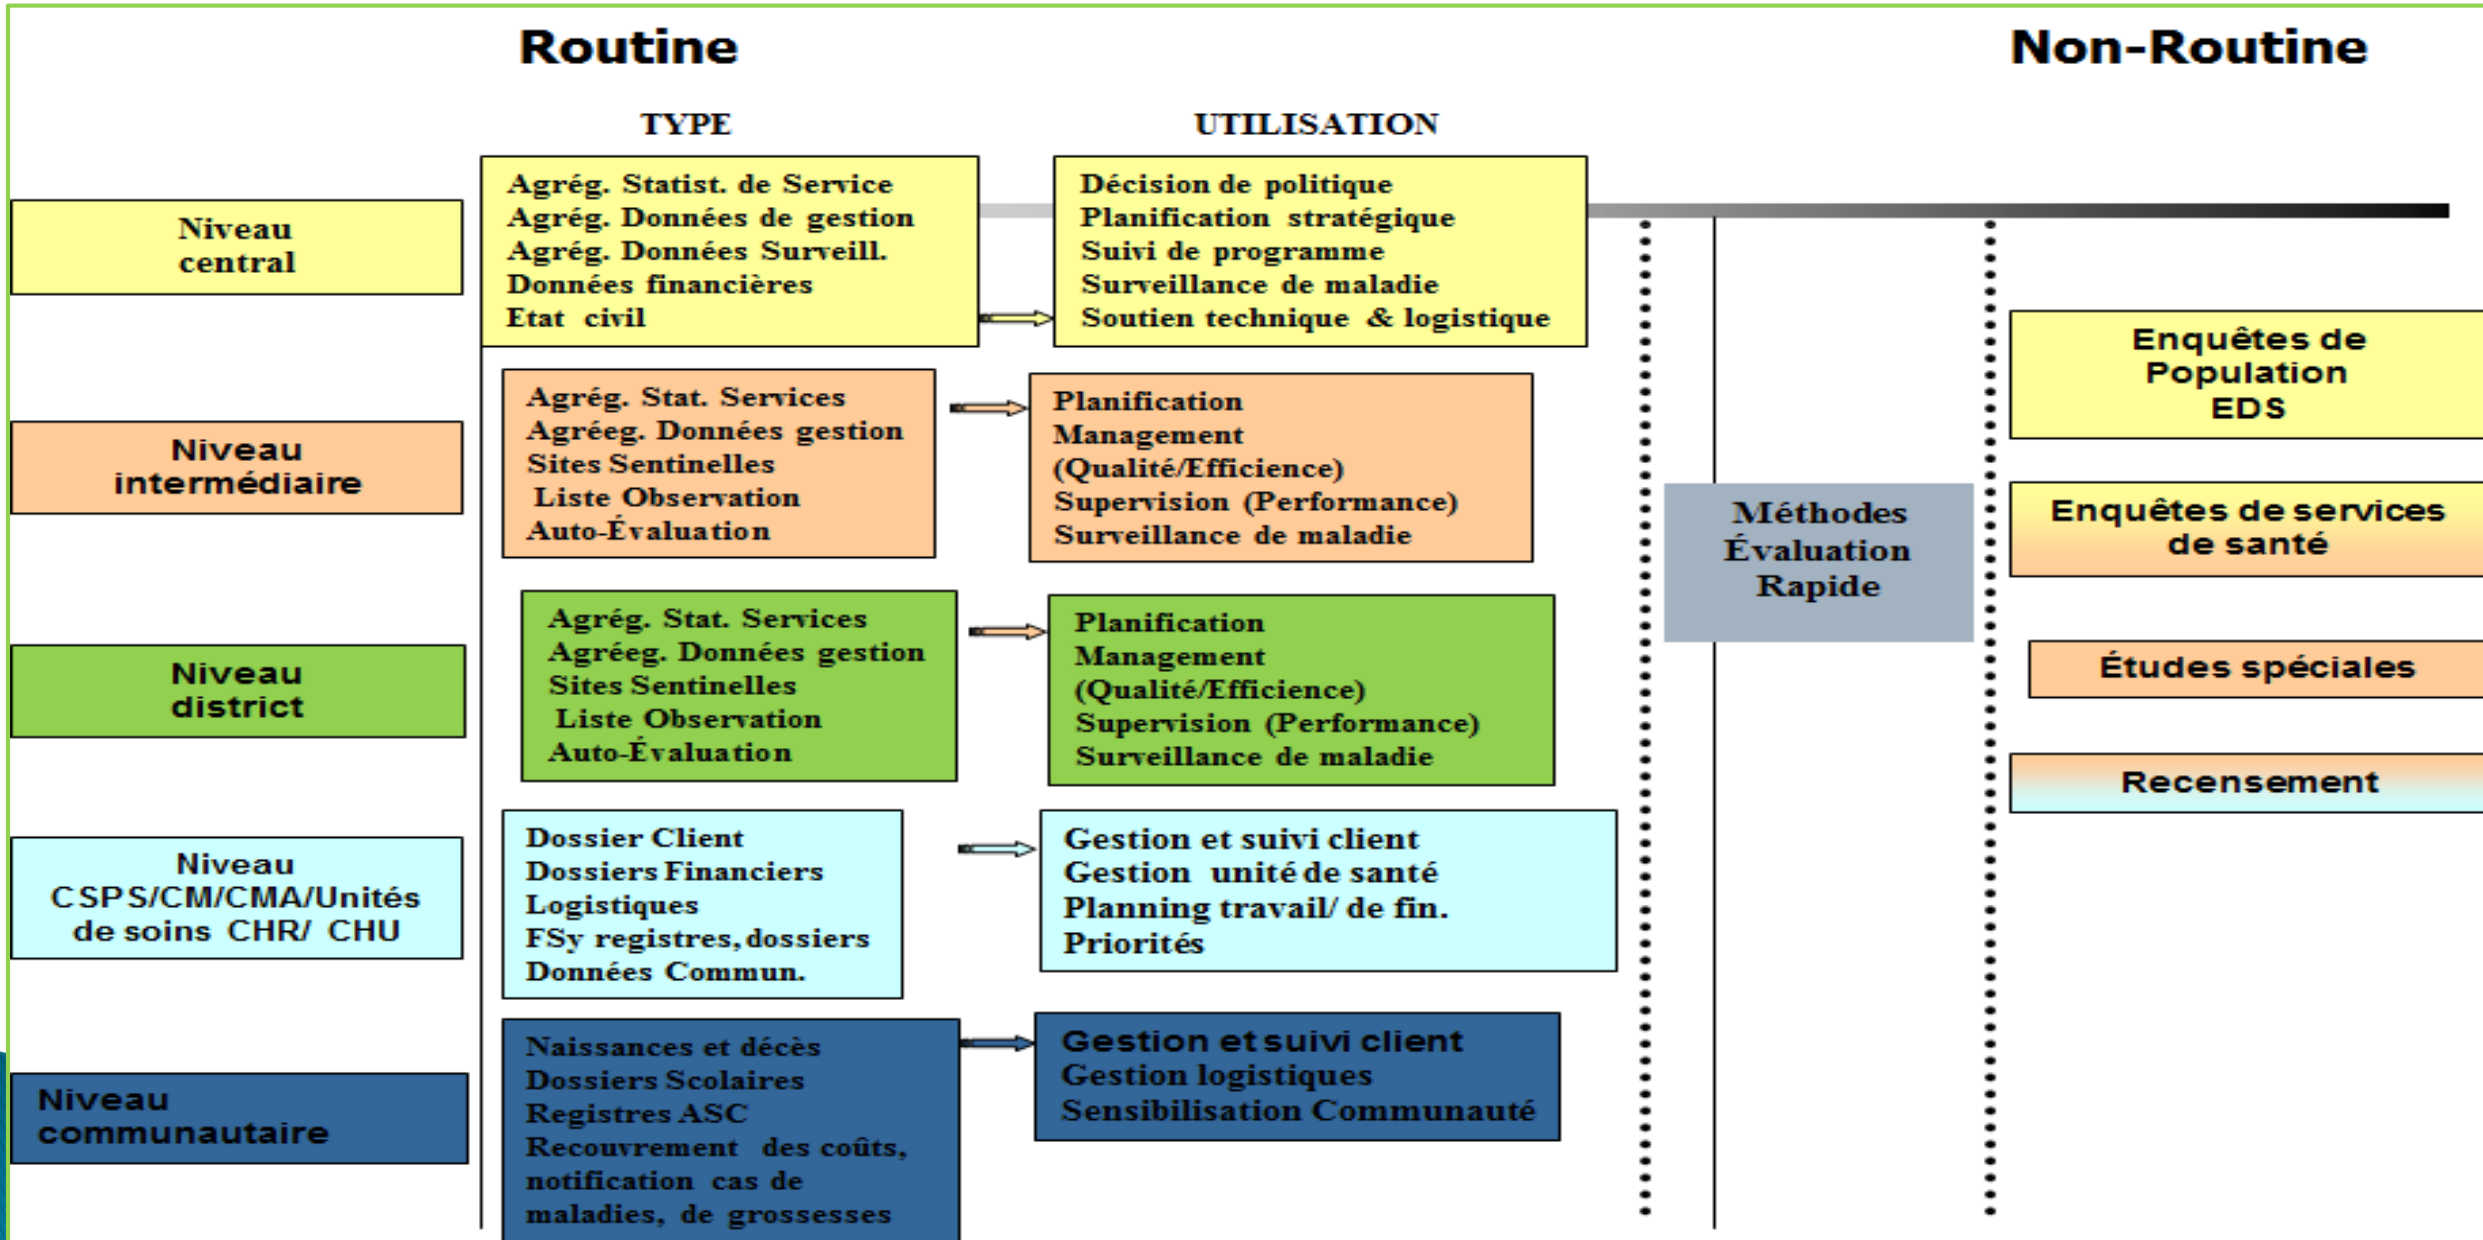 Routine
Non-Routine
TYPE
UTILISATION
Niveau
central
Agrég. Statist. de Service
Agrég. Données de gestion
Agrég. Données Surveill.
Données financières
Etat civil
Décision de politique
Planification stratégique
Suivi de programme
Surveillance de maladie
Soutien technique & logistique
Niveau
intermédiaire
Agrég. Stat. Services
Agréeg. Données gestion
Sites Sentinelles
Liste Observation
Auto-Évaluation
Planification
Management
(Qualité/Efficience)
Supervision (Performance)
Surveillance de maladie
Niveau
district
Agrég. Stat. Services
Agréeg. Données gestion
Sites Sentinelles
Liste Observation
Auto-Évaluation
Planification
Management
(Qualité/Efficience)
Supervision (Performance)
Surveillance de maladie
Niveau
CSPS/CM/CMA/Unités
de soins CHR/ CHU
Dossier Client
Dossiers Financiers
Logistiques
FSy registres, dossiers
Données Commun.
Gestion et suivi client
Gestion unité de santé
Planning travail/ de fin.
Priorités
Niveau
communautaire
Naissances et décès
Dossiers Scolaires
Registres ASC
Recouvrement des coûts,
notification cas de
maladies, de grossesses
Gestion et suivi client
Gestion logistiques
Sensibilisation Communauté
Méthodes
Évaluation
Rapide
Enquêtes de
Population
EDS
Enquêtes de services
de santé
Études spéciales
Recensement